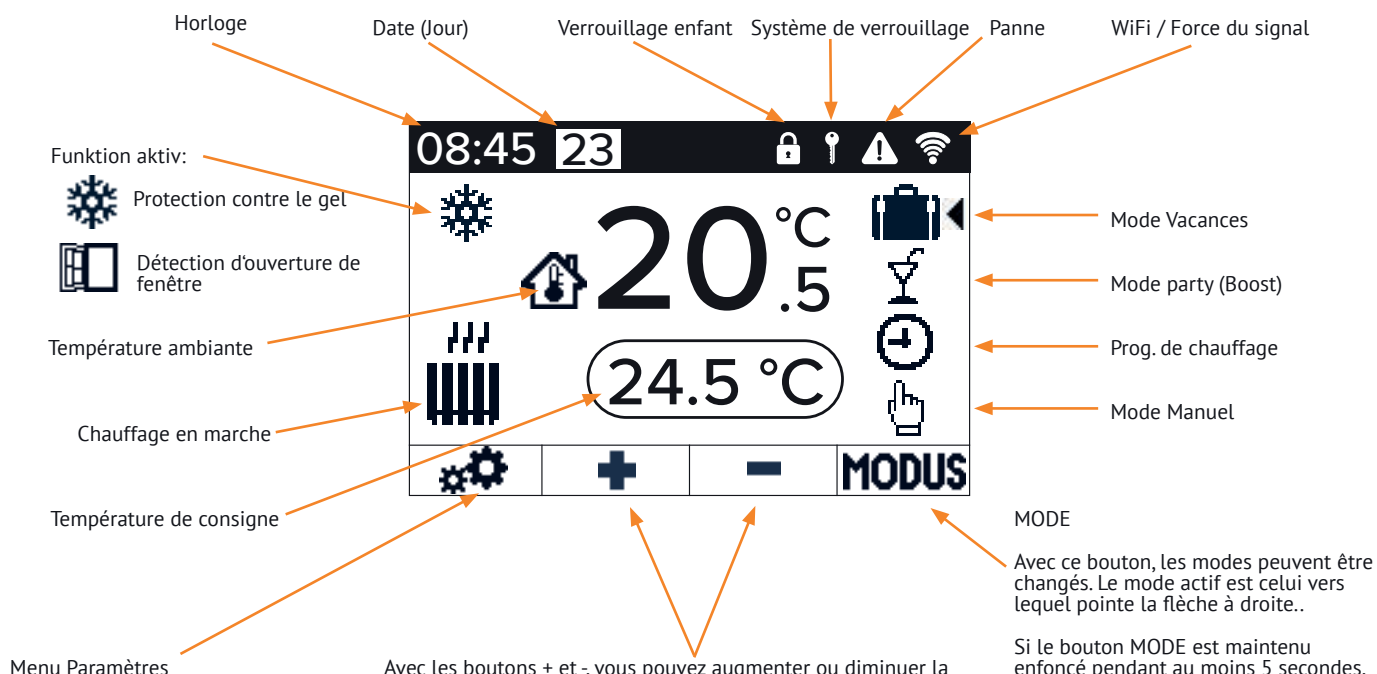 Horloge
Date (Jour)
Verrouillage enfant
Système de verrouillage
Panne
WiFi / Force du signal
08:45 23
Funktion aktiv:
Protection contre le gel
Détection d‘ouverture de
fenêtre
20 °C
.5
24.5 °C
Température ambiante
Chauffage en marche
Température de consigne
Mode Vacances
Mode party (Boost)
Prog. de chauffage
Mode Manuel
+ - MODUS
MODE
Avec ce bouton, les modes peuvent être
changés. Le mode actif est celui vers
lequel pointe la flèche à droite..
Si le bouton MODE est maintenu
enfoncé pendant au moins 5 secondes,
Menu Paramètres
Avec les boutons + et -, vous pouvez augmenter ou diminuer la